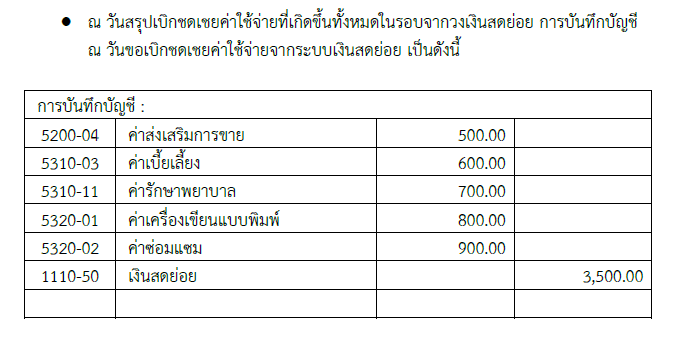 ● ณ วันสรุปเบิกชดเชยค่าใช้จ่ายที่เกิดขึ้นทั้งหมดในรอบจากวงเงินสดย่อย การบันทึกบัญชี
ณ วันขอเบิกชดเชยค่าใช้จ่ายจากระบบเงินสดย่อย เป็นดังนี้
การบันทึกบัญชี :
5200-04 ค่าส่งเสริมการขาย 500.00
5310-03 ค่าเบี้ยเลี้ยง 600.00
5310-11 ค่ารักษาพยาบาล 700.00
5320-01 ค่าเครื่องเขียนแบบพิมพ์ 800.00
5320-02 ค่าซ่อมแซม 900.00
1110-50 เงินสดย่อย 3,500.00